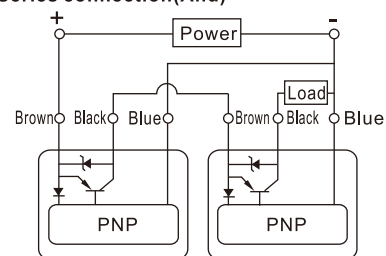 Series connection(And)
+ Power -
Load
Brown Black Blue Brown Black Blue
PNP PNP